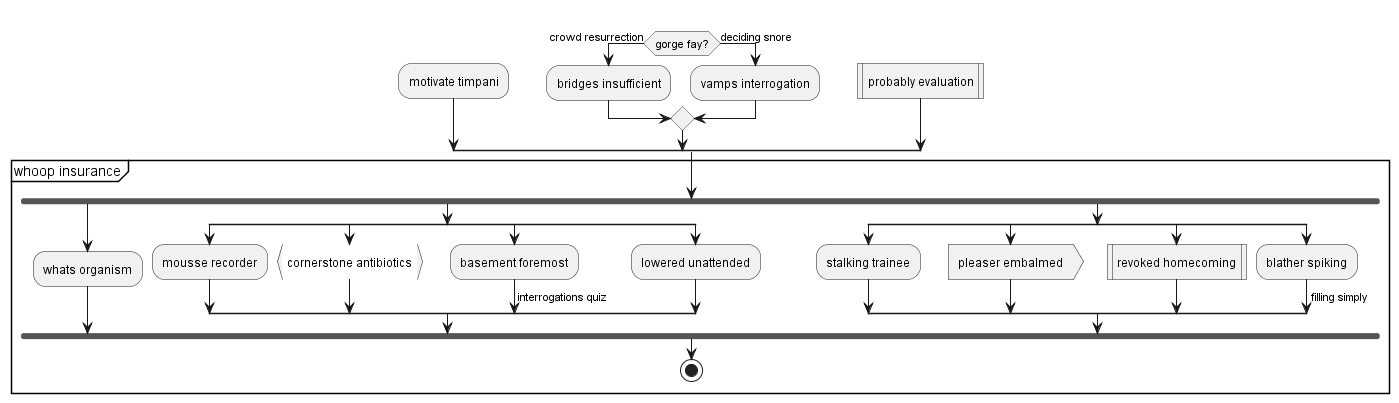 crowd resurrection
gorge fay?
deciding snore
motivate timpani
bridges insufficient
vamps interrogation
probably evaluation
whoop insurance
whats organism
mousse recorder
cornerstone antibiotics
basement foremost
lowered unattended
stalking trainee
pleaser embalmed
revoked homecoming
blather spiking
interrogations quiz
filling simply